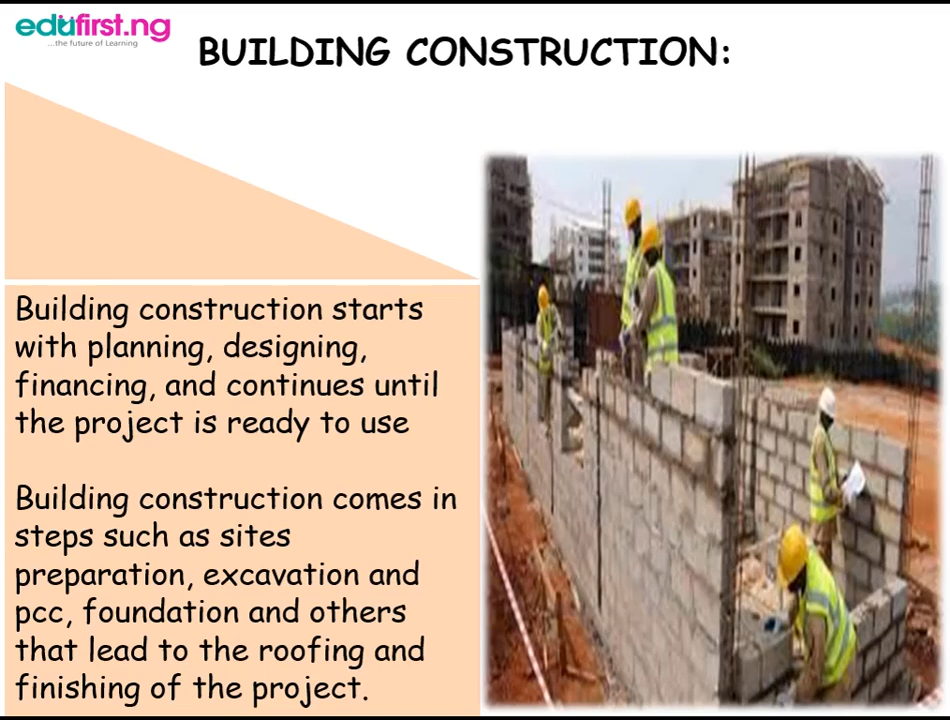 edufirst.ng
...the future of Learning
BUILDING CONSTRUCTION:
Building construction starts
with planning, designing,
financing, and continues until
the project is ready to use
Building construction comes in
steps such as sites
preparation, excavation and
pcc, foundation and others
that lead to the roofing and
finishing of the project.